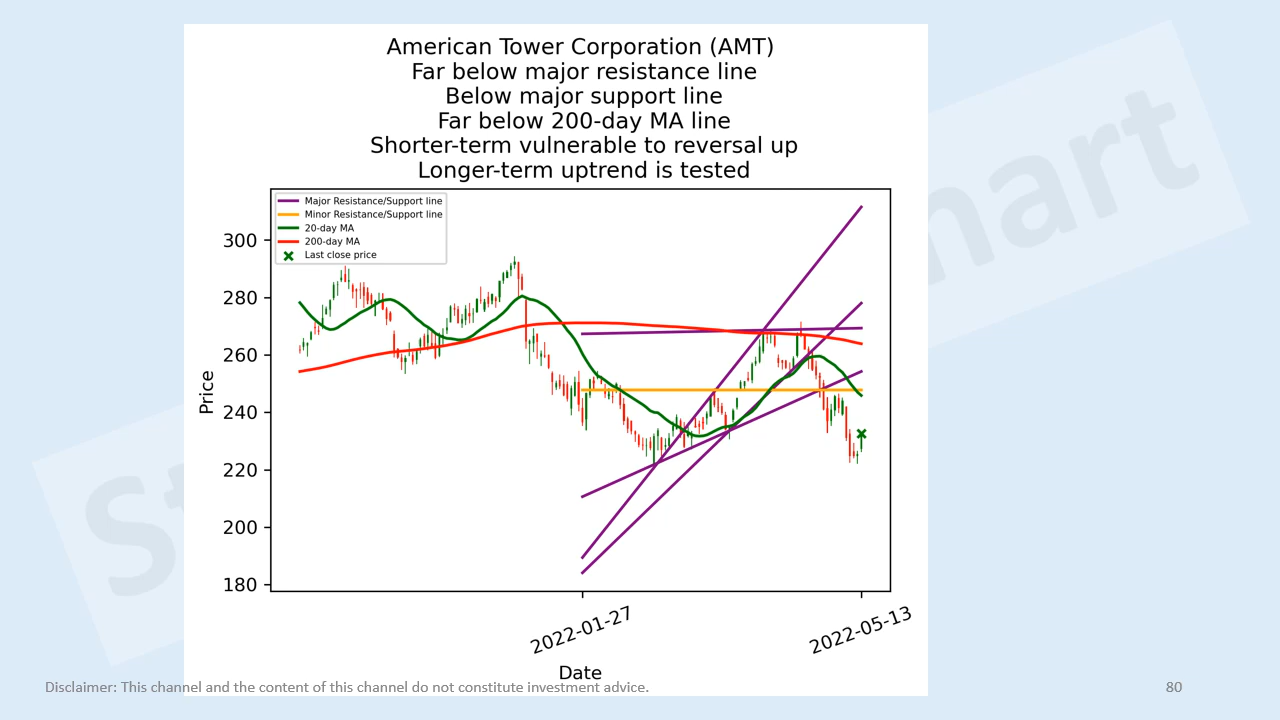 American Tower Corporation (AMT)
Far below major resistance line
Below major support line
Far below 200-day MA line
Shorter-term vulnerable to reversal up
Longer-term uptrend is tested
Major Resistance/Support line
Minor Resistance/Support line
20-day MA
200-day MA
Last close price
Price
300
280
260
240
220
200
180
2022-01-27
2022-05-13
Date
Disclaimer: This channel and the content of this channel do not constitute investment advice.
80